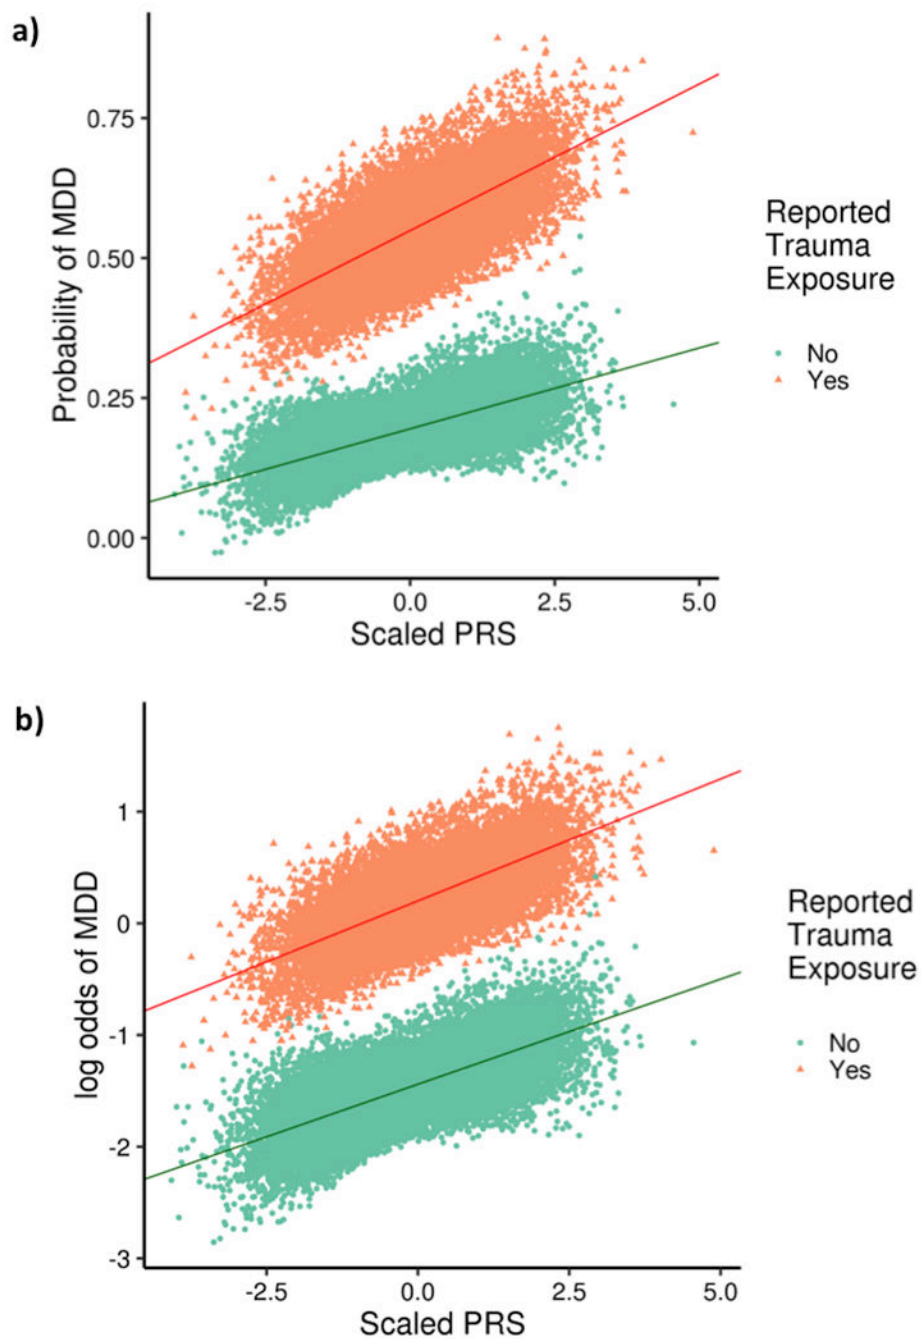 a)
0.75
0.50
0.25
0.00
Probability of MDD
-2.5
0.0
2.5
5.0
Scaled PRS
Reported
Trauma
Exposure
No
Yes
b)
1
0
-1
-2
-3
log odds of MDD
-2.5
0.0
2.5
5.0
Scaled PRS
Reported
Trauma
Exposure
No
Yes